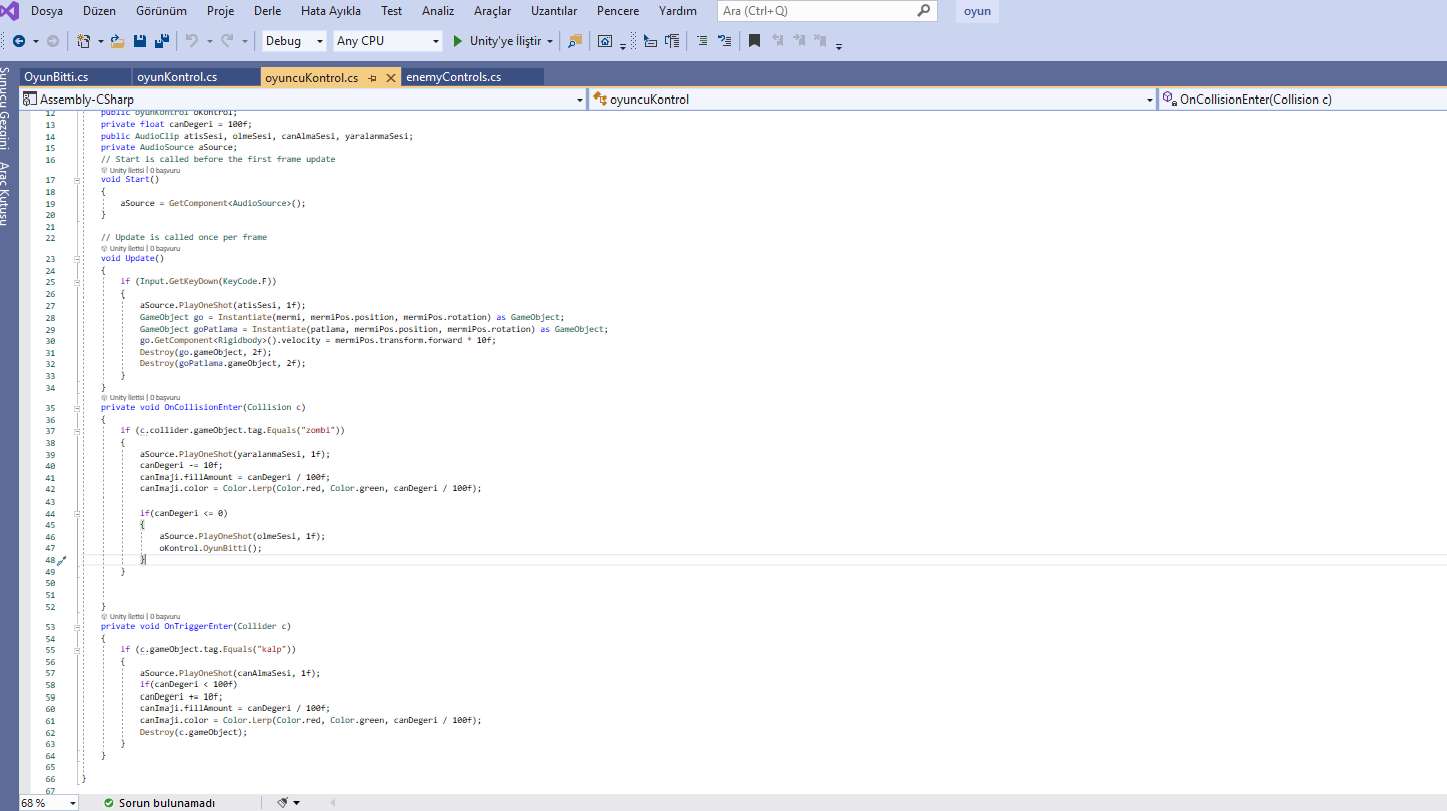 Dosya Düzen Görünüm Proje Derle Hata Ayıkla Test Analiz Araçlar Uzantılar Pencere Yardım Ara (Ctrl+Q) oyun
Debug Any CPU Unity'ye İliştir
OyunBitti.cs oyunKontrol.cs oyuncuKontrol.cs enemyControls.cs
Assembly-CSharp oyuncuKontrol OnCollisionEnter(Collision c)
Sunucu Gezgini
Araç Kutusu
12 public oyunKontrol oKontrol;
13 private float canDegeri = 100f;
14 public AudioClip atisSesi, olmeSesi, canAlmaSesi, yaralanmaSesi;
15 private AudioSource aSource;
16 // Start is called before the first frame update
Unity İletisi | 0 başvuru
17 void Start()
18 {
19 aSource = GetComponent<AudioSource>();
20 }
21
22 // Update is called once per frame
Unity İletisi | 0 başvuru
23 void Update()
24 {
25 if (Input.GetKeyDown(KeyCode.F))
26 {
27 aSource.PlayOneShot(atisSesi, 1f);
28 GameObject go = Instantiate(mermi, mermiPos.position, mermiPos.rotation) as GameObject;
29 GameObject goPatlama = Instantiate(patlama, mermiPos.position, mermiPos.rotation) as GameObject;
30 go.GetComponent<Rigidbody>().velocity = mermiPos.transform.forward * 10f;
31 Destroy(go.gameObject, 2f);
32 Destroy(goPatlama.gameObject, 2f);
33 }
34 }
Unity İletisi | 0 başvuru
35 private void OnCollisionEnter(Collision c)
36 {
37 if (c.collider.gameObject.tag.Equals("zombi"))
38 {
39 aSource.PlayOneShot(yaralanmaSesi, 1f);
40 canDegeri -= 10f;
41 canImaji.fillAmount = canDegeri / 100f;
42 canImaji.color = Color.Lerp(Color.red, Color.green, canDegeri / 100f);
43
44 if(canDegeri <= 0)
45 {
46 aSource.PlayOneShot(olmeSesi, 1f);
47 oKontrol.OyunBitti();
48 }
49 }
50
51
52 }
Unity İletisi | 0 başvuru
53 private void OnTriggerEnter(Collider c)
54 {
55 if (c.gameObject.tag.Equals("kalp"))
56 {
57 aSource.PlayOneShot(canAlmaSesi, 1f);
58 if(canDegeri < 100f)
59 canDegeri += 10f;
60 canImaji.fillAmount = canDegeri / 100f;
61 canImaji.color = Color.Lerp(Color.red, Color.green, canDegeri / 100f);
62 Destroy(c.gameObject);
63 }
64 }
65
66 }
67
68 % Sorun bulunamadı